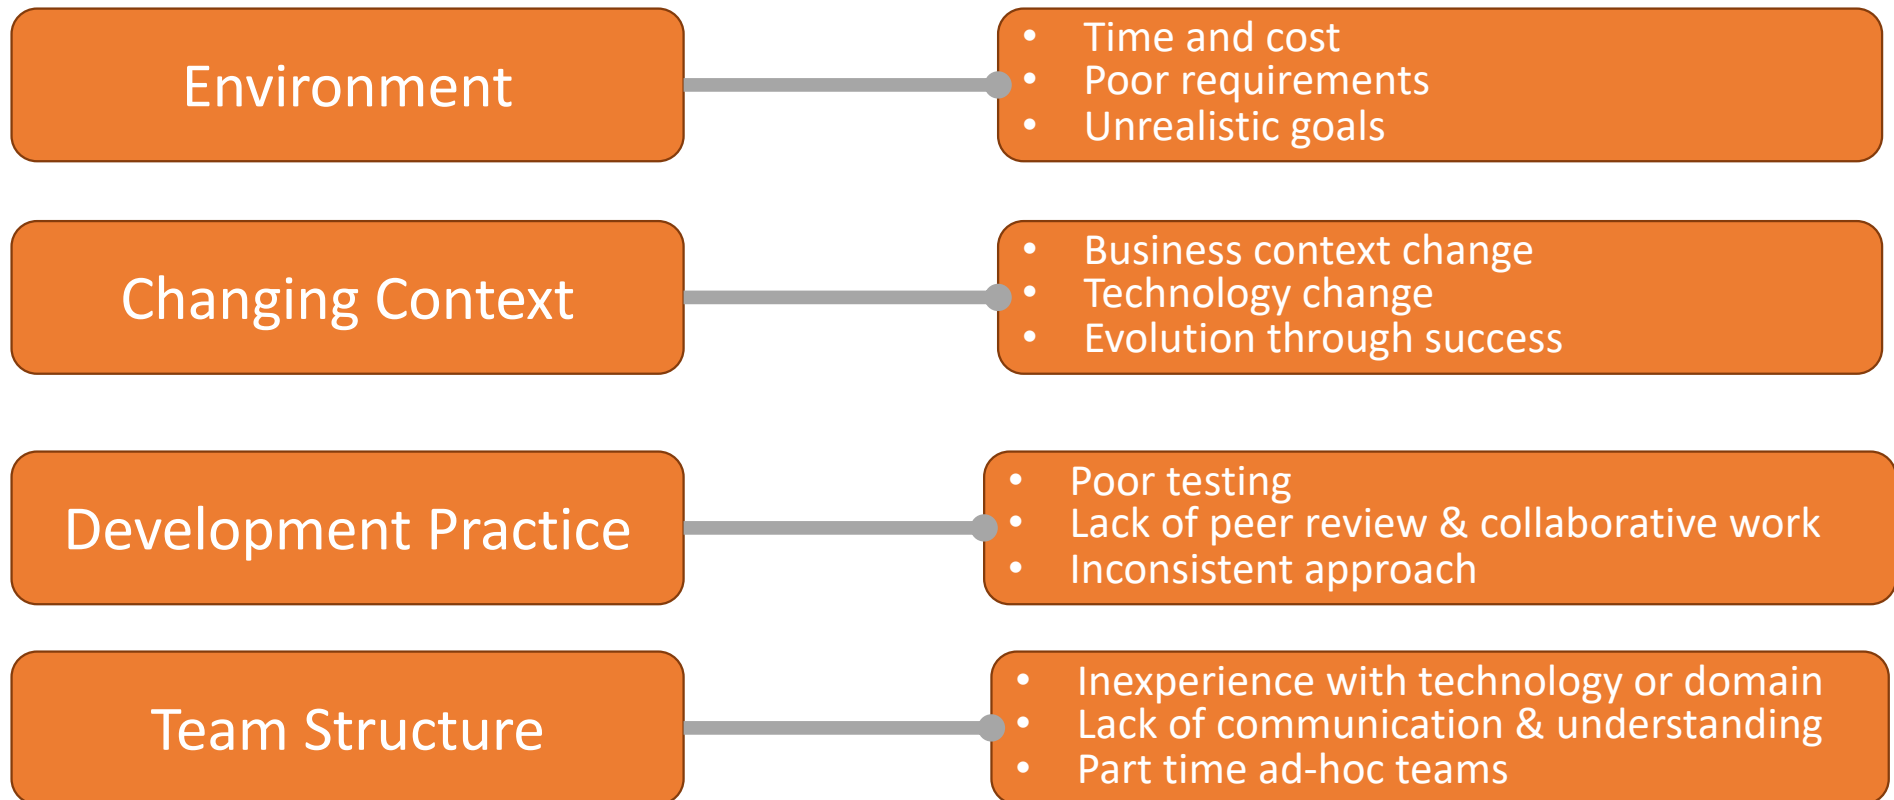 Environment
• Time and cost
• Poor requirements
• Unrealistic goals
Changing Context
• Business context change
• Technology change
• Evolution through success
Development Practice
• Poor testing
• Lack of peer review & collaborative work
• Inconsistent approach
Team Structure
• Inexperience with technology or domain
• Lack of communication & understanding
• Part time ad-hoc teams